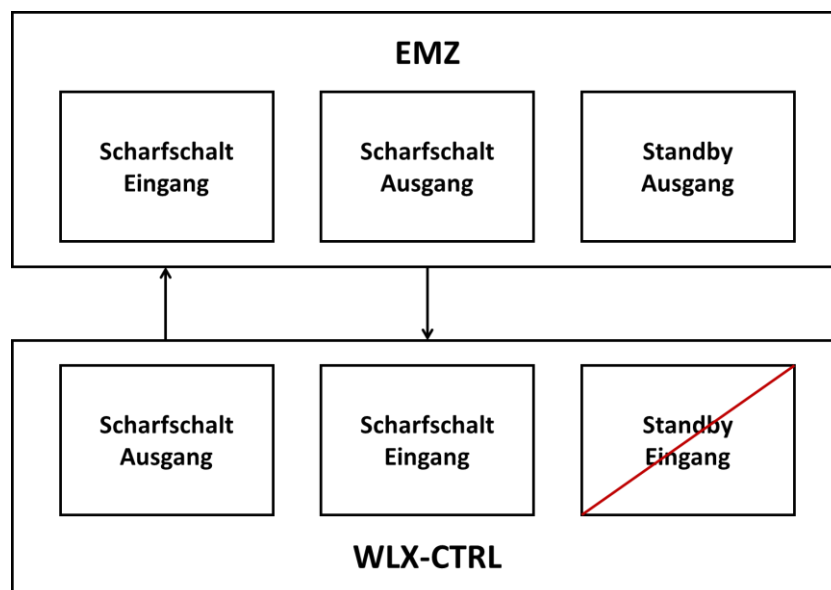 EMZ
Scharfschalt
Eingang
Scharfschalt
Ausgang
Standby
Ausgang
Scharfschalt
Ausgang
Scharfschalt
Eingang
Standby
Eingang
WLX-CTRL